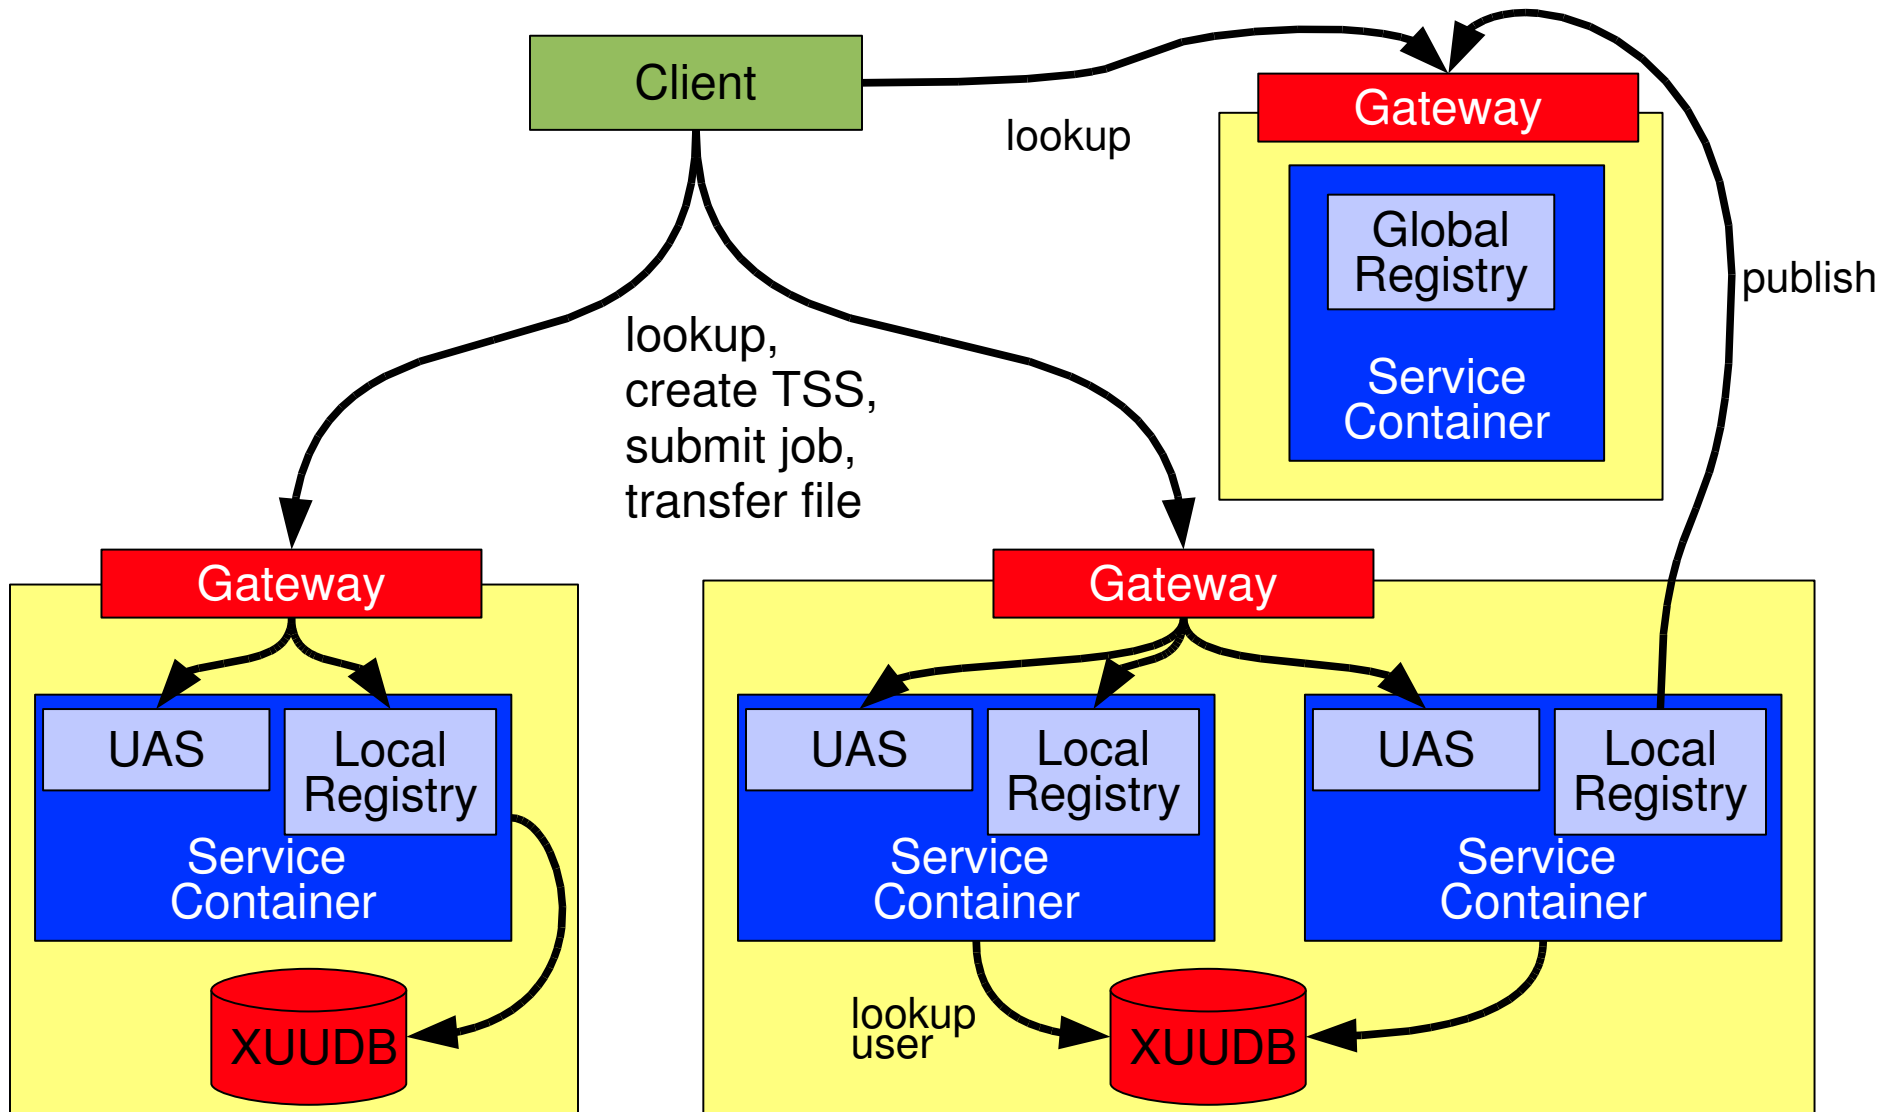 Client
lookup
Gateway
Global
Registry
Service
Container
publish
lookup,
create TSS,
submit job,
transfer file
Gateway
UAS
Local
Registry
Service
Container
XUUDB
Gateway
UAS
Local
Registry
Service
Container
UAS
Local
Registry
Service
Container
lookup
user
XUUDB